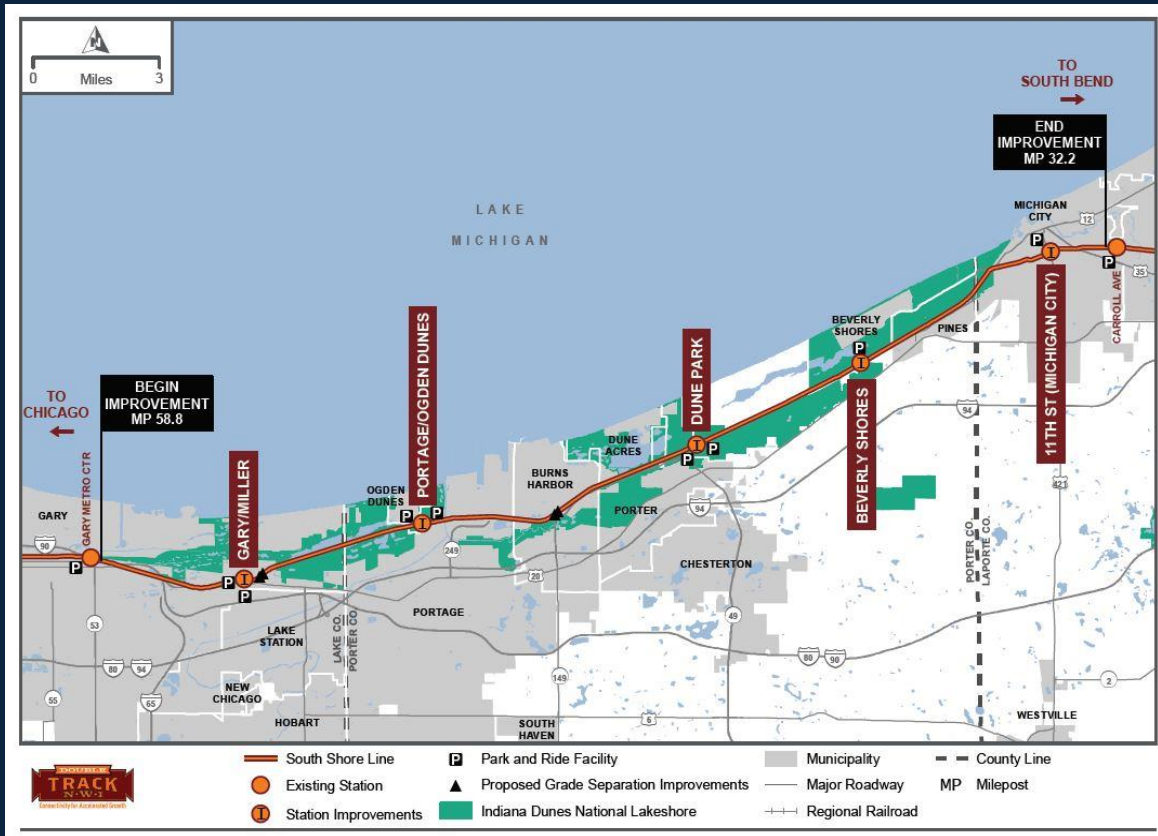 N
0 Miles 3
TO
SOUTH BEND
END
IMPROVEMENT
MP 32.2
LAKE
MICHIGAN
MICHIGAN
CITY
12
P
I
P
35
CARROLL AVE
11TH ST (MICHIGAN CITY)
BEVERLY
SHORES
P
I
PINES
BEVERLY SHORES
94
421
PORTER CO.
LAPORTE CO.
DUNE PARK
I
P
P
DUNE
ACRES
PORTAGE/OGDEN DUNES
OGDEN
DUNES
P
P
I
BURNS
HARBOR
PORTER
94
CHESTERTON
BEGIN
IMPROVEMENT
MP 58.8
TO
CHICAGO
GARY METRO CTR
GARY
90
P
GARY/MILLER
P
I
P
249
20
PORTAGE
LAKE
STATION
LAKE CO.
PORTER CO.
53
49
80 94
80 90
NEW
CHICAGO
55
65
HOBART
149
SOUTH
HAVEN
6
2
WESTVILLE
DOUBLE
TRACK
N·W·I
Connectivity for Accelerated Growth
South Shore Line
Existing Station
I Station Improvements
P Park and Ride Facility
Proposed Grade Separation Improvements
Indiana Dunes National Lakeshore
Municipality
Major Roadway
Regional Railroad
County Line
MP Milepost